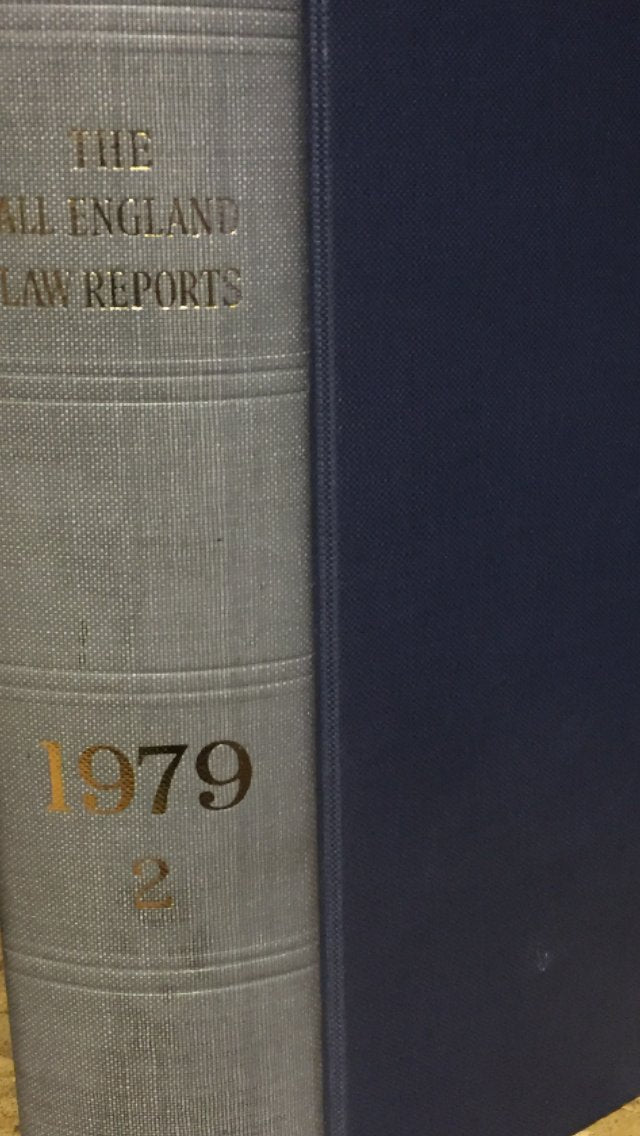 THE
ALL ENGLAND
LAW REPORTS
1979
2